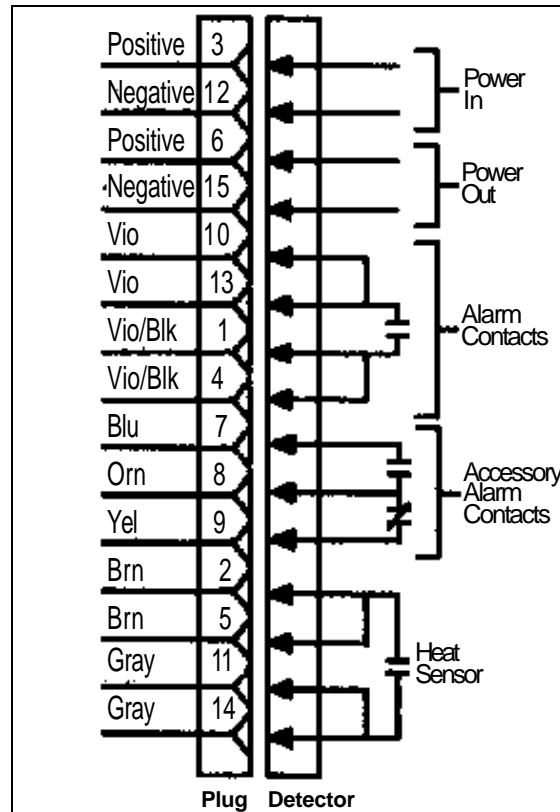 Positive 3
Negative 12
Positive 6
Negative 15
Vio 10
Vio 13
Vio/Blk 1
Vio/Blk 4
Blu 7
Orn 8
Yel 9
Brn 2
Brn 5
Gray 11
Gray 14
Power
In
Power
Out
Alarm
Contacts
Accessory
Alarm
Contacts
Heat
Sensor
Plug Detector